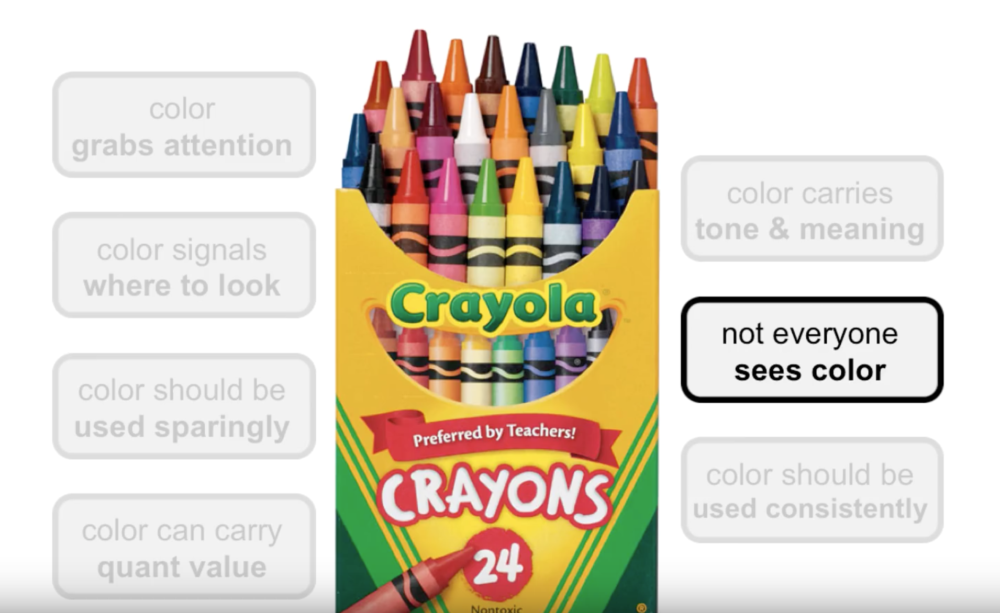 color
grabs attention
color signals
where to look
color should be
used sparingly
color can carry
quant value
Crayola
Preferred by Teachers!
CRAYONS
24
Nontoxic
color carries
tone & meaning
not everyone
sees color
color should be
used consistently